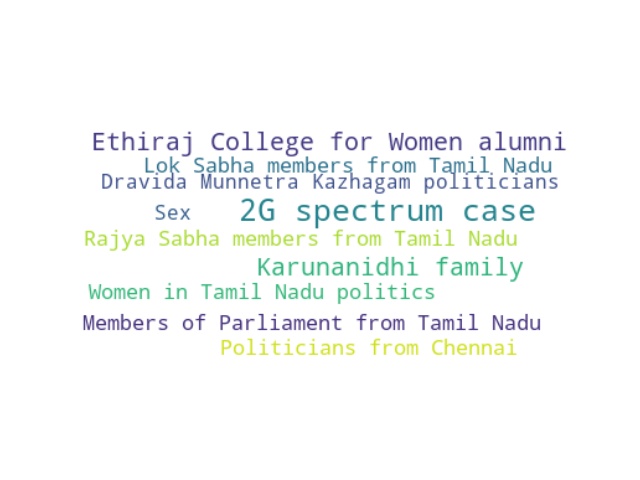 Ethiraj College for Women alumni
Lok Sabha members from Tamil Nadu
Dravida Munnetra Kazhagam politicians
Sex 2G spectrum case
Rajya Sabha members from Tamil Nadu
Karunanidhi family
Women in Tamil Nadu politics
Members of Parliament from Tamil Nadu
Politicians from Chennai